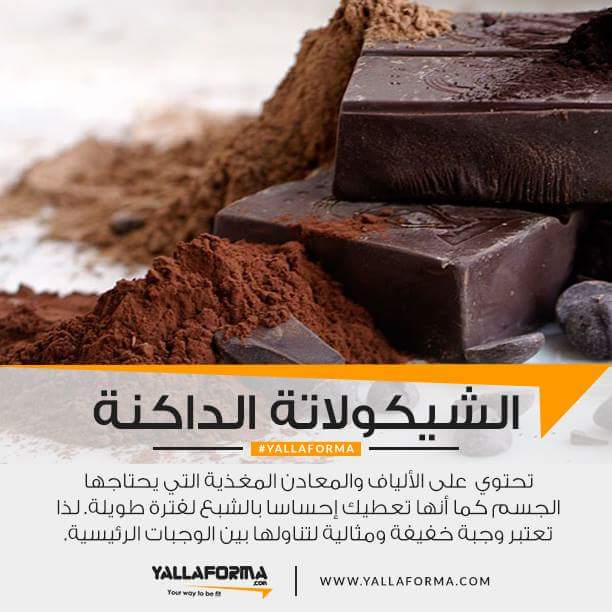 الشيكولاتة الداكنة
#YALLAFORMA
تحتوي على الألياف والمعادن المغذية التي يحتاجها
الجسم كما أنها تعطيك إحساسا بالشبع لفترة طويلة. لذا
تعتبر وجبة خفيفة ومثالية لتناولها بين الوجبات الرئيسية.
YALLAFORMA
.com
Your way to be fit
WWW.YALLAFORMA.COM